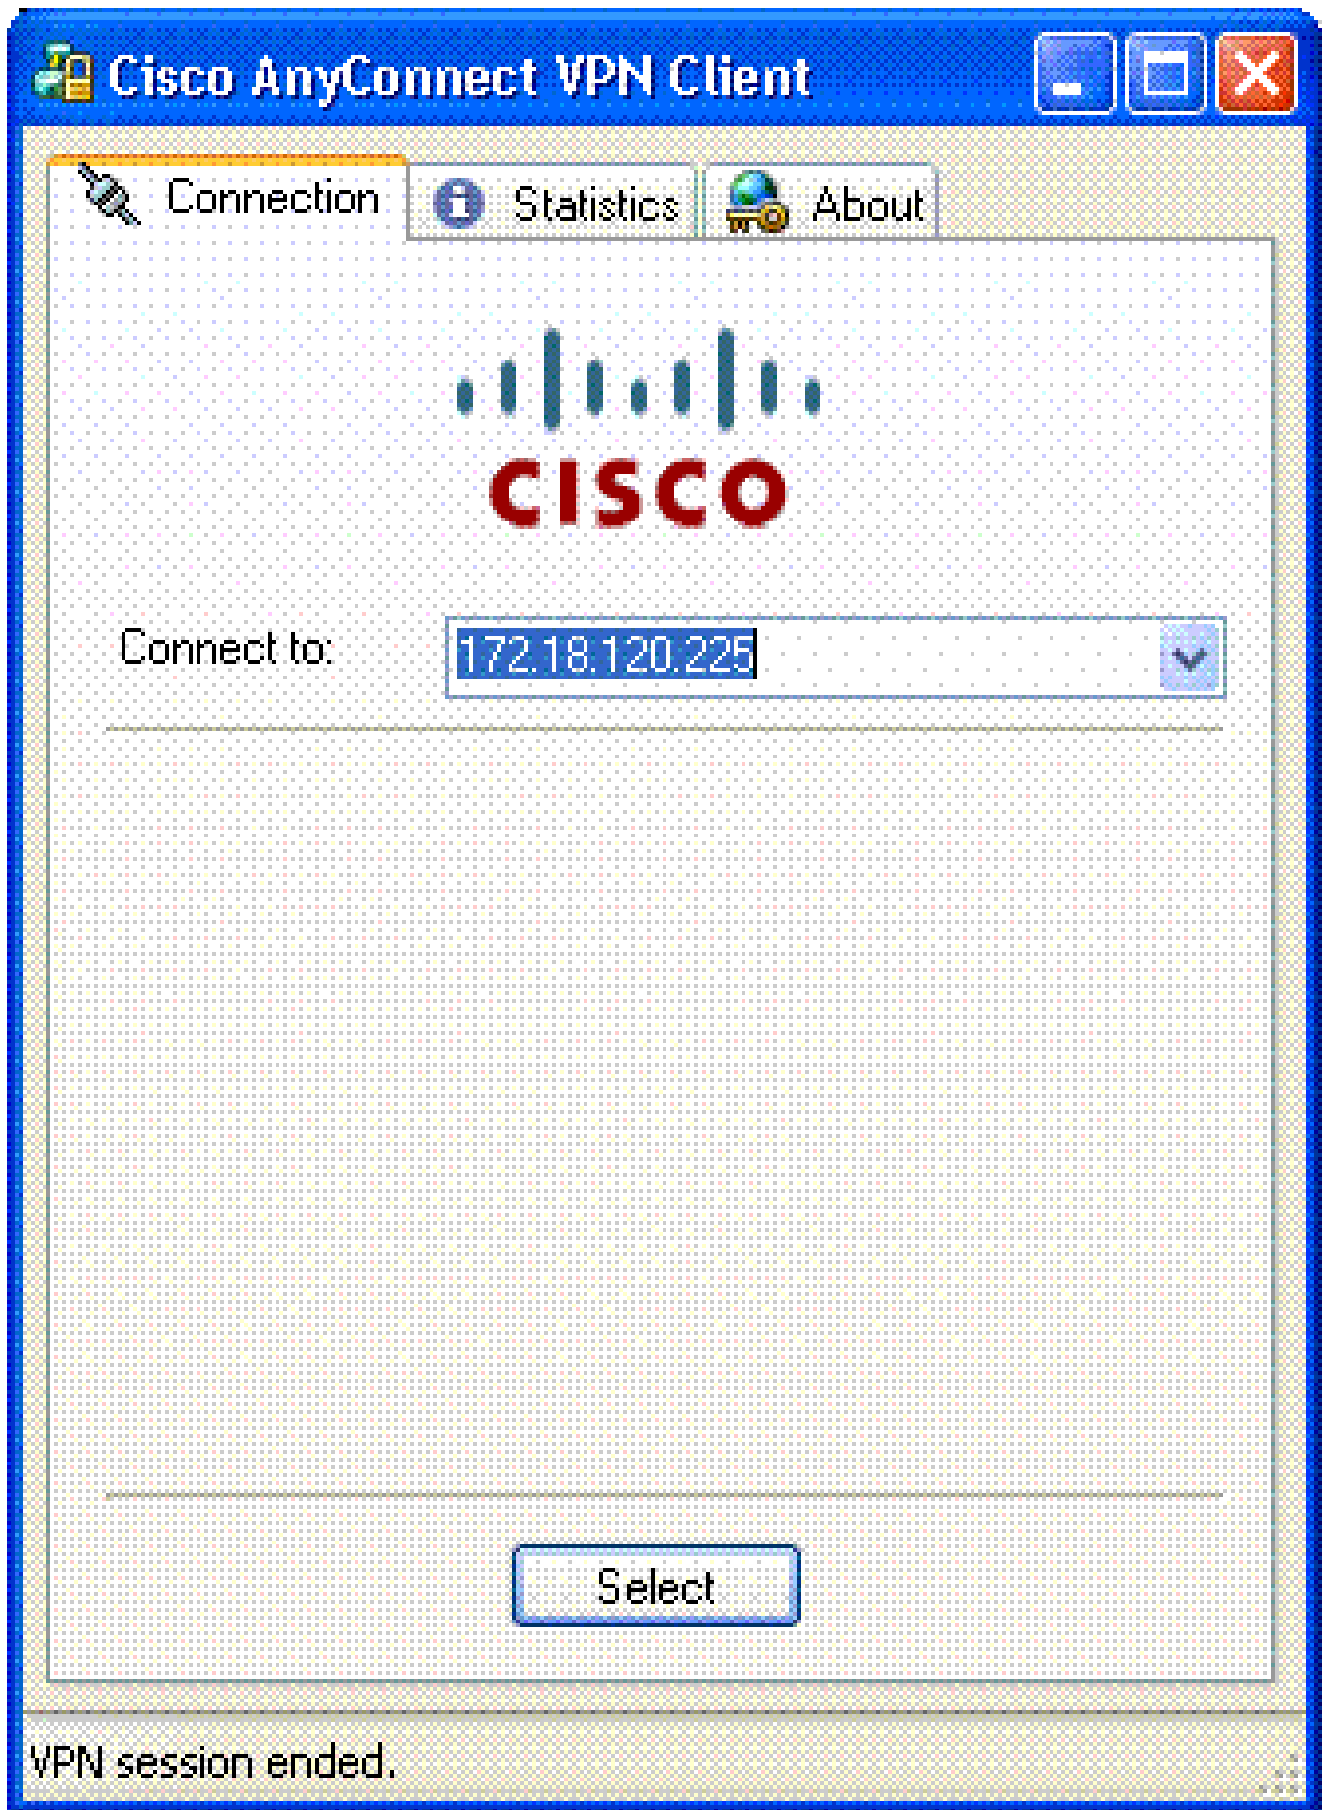 Cisco AnyConnect VPN Client
Connection Statistics About
CISCO
Connect to: 172.18.120.225
Select
VPN session ended.